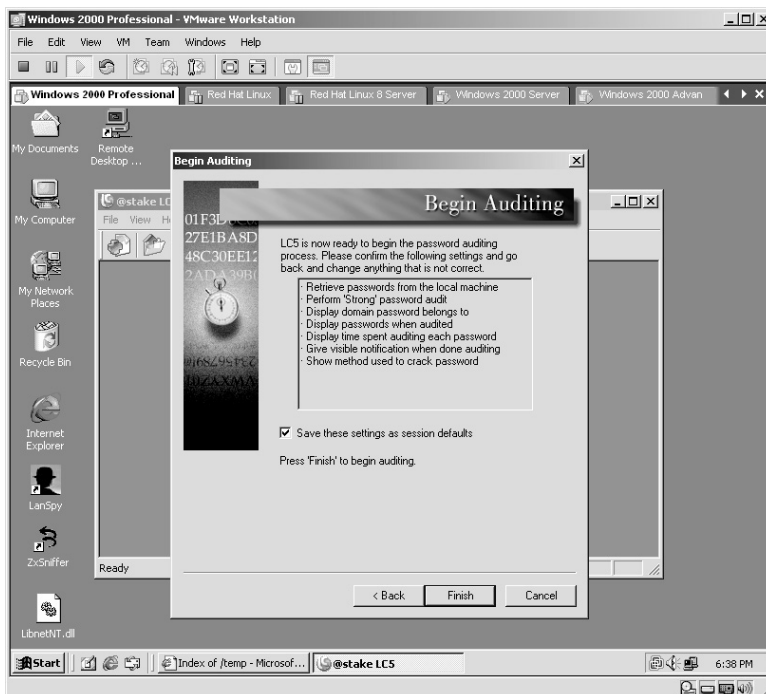 Windows 2000 Professional - VMware Workstation
File Edit View VM Team Windows Help
Windows 2000 Professional Red Hat Linux Red Hat Linux 8 Server Windows 2000 Server Windows 2000 Advan
My Documents
Remote
Desktop ...
My Computer
My Network
Places
Recycle Bin
Internet
Explorer
LanSpy
ZxSniffer
LibnetNT.dll
@stake LC
File View H
Ready
Begin Auditing
Begin Auditing
27E1BA8D
48C30EE12
LC5 is now ready to begin the password auditing
process. Please confirm the following settings and go
back and change anything that is not correct.
· Retrieve passwords from the local machine
· Perform 'Strong' password audit
· Display domain password belongs to
· Display passwords when audited
· Display time spent auditing each password
· Give visible notification when done auditing
· Show method used to crack password
Save these settings as session defaults
Press 'Finish' to begin auditing.
< Back Finish Cancel
Start Index of /temp - Microsof... @stake LC5 6:38 PM